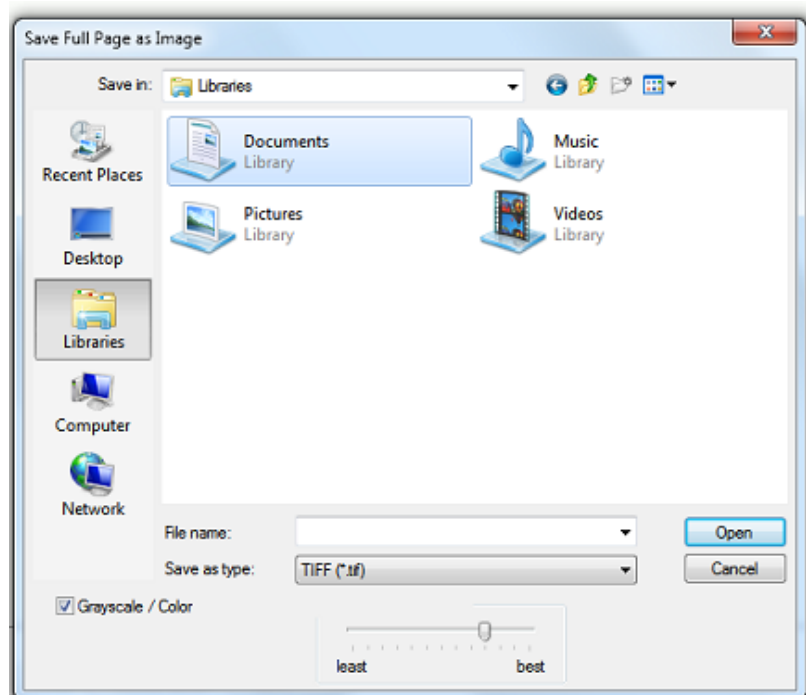 Save Full Page as Image
Save in: Libraries
Recent Places
Desktop
Libraries
Computer
Network
Documents
Library
Music
Library
Pictures
Library
Videos
Library
File name: Open
Save as type: TIFF (*.tif) Cancel
Grayscale / Color
least best